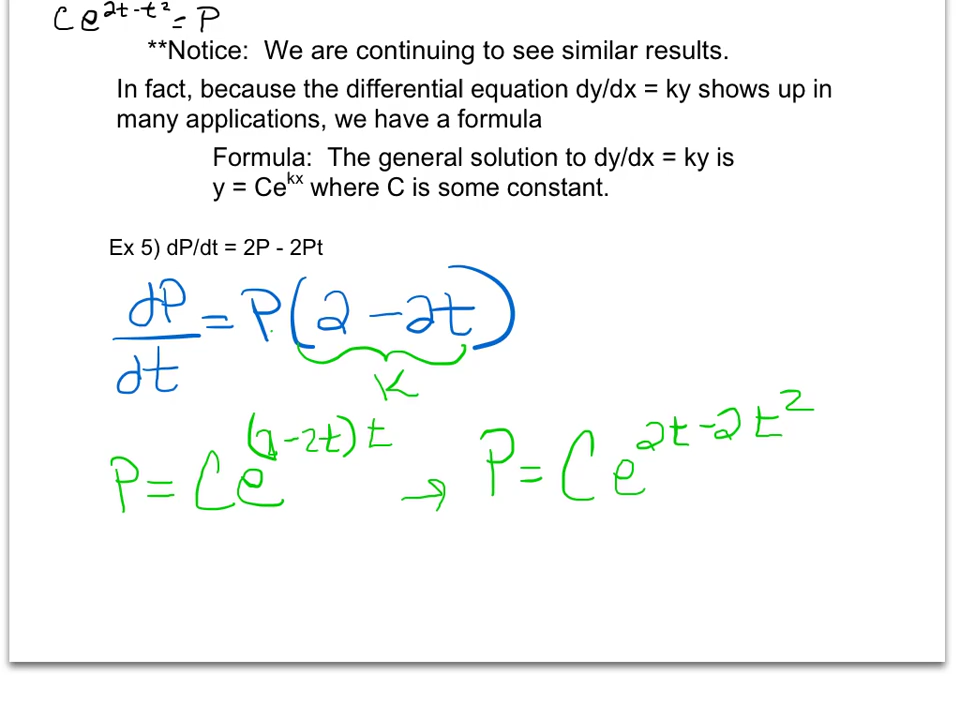 Ce^{2t-t²} = P
**Notice: We are continuing to see similar results.
In fact, because the differential equation dy/dx = ky shows up in
many applications, we have a formula
Formula: The general solution to dy/dx = ky is
y = Ce^{kx} where C is some constant.
Ex 5) dP/dt = 2P - 2Pt
dP/dt = P(2-2t)
K
P = Ce^{(2-2t)t} → P = Ce^{2t-2t²}